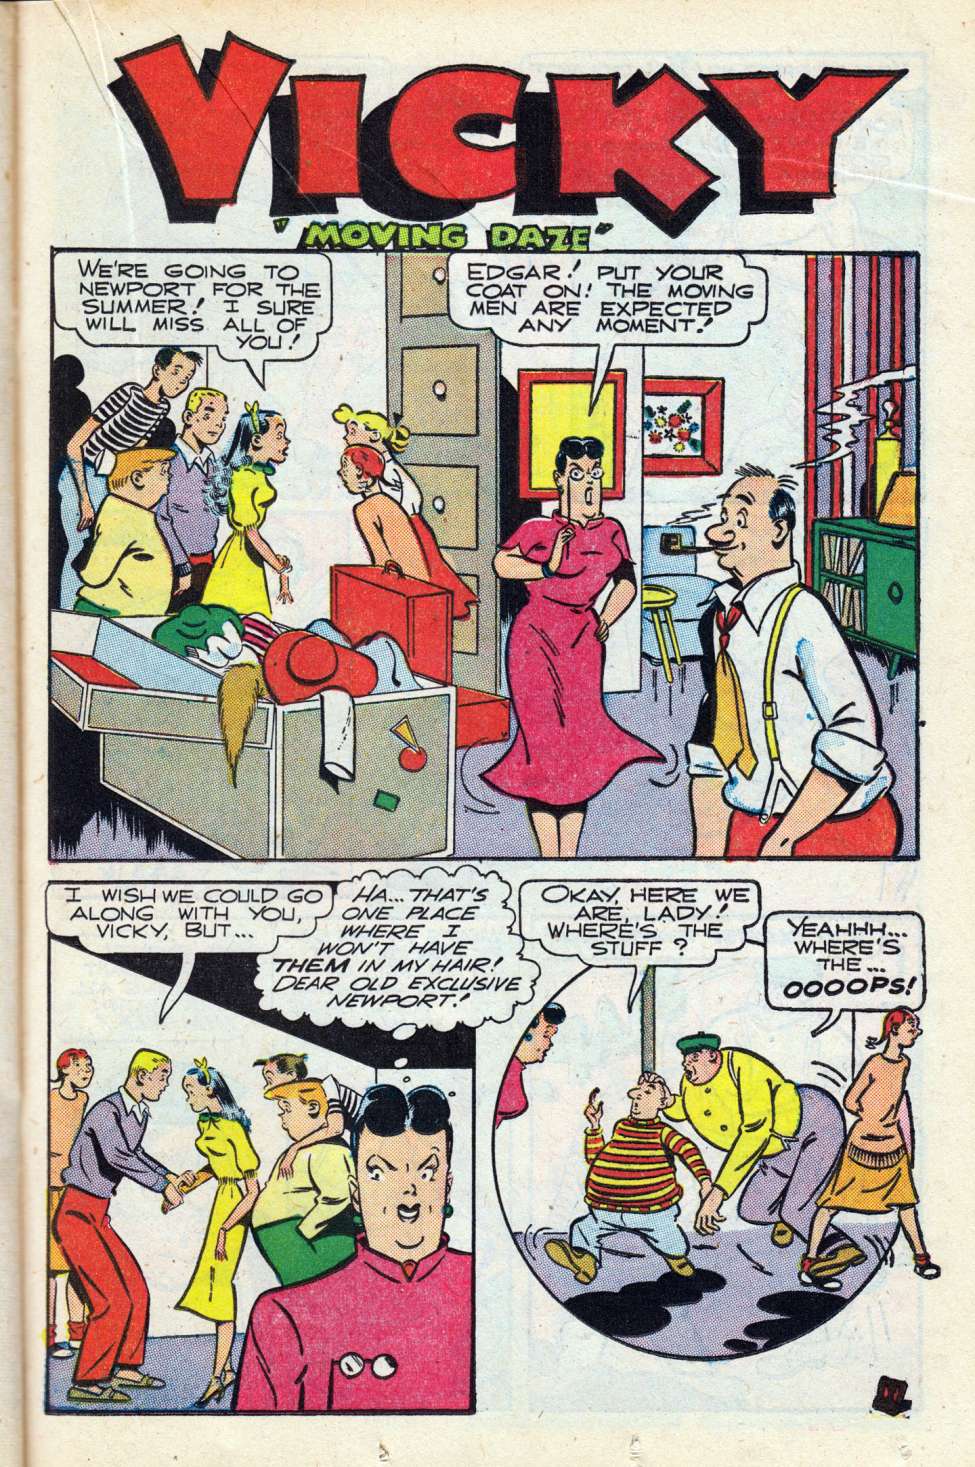 VICKY
"MOVING DAZE"
WE'RE GOING TO
NEWPORT FOR THE
SUMMER! I SURE
WILL MISS ALL OF
YOU!
EDGAR! PUT YOUR
COAT ON! THE MOVING
MEN ARE EXPECTED
ANY MOMENT!
I WISH WE COULD GO
ALONG WITH YOU,
VICKY, BUT...
HA...THAT'S
ONE PLACE
WHERE I
WON'T HAVE
THEM IN MY HAIR!
DEAR OLD EXCLUSIVE
NEWPORT!
OKAY, HERE WE
ARE, LADY!
WHERE'S THE
STUFF?
YEAHHH...
WHERE'S
THE...
OOOOPS!